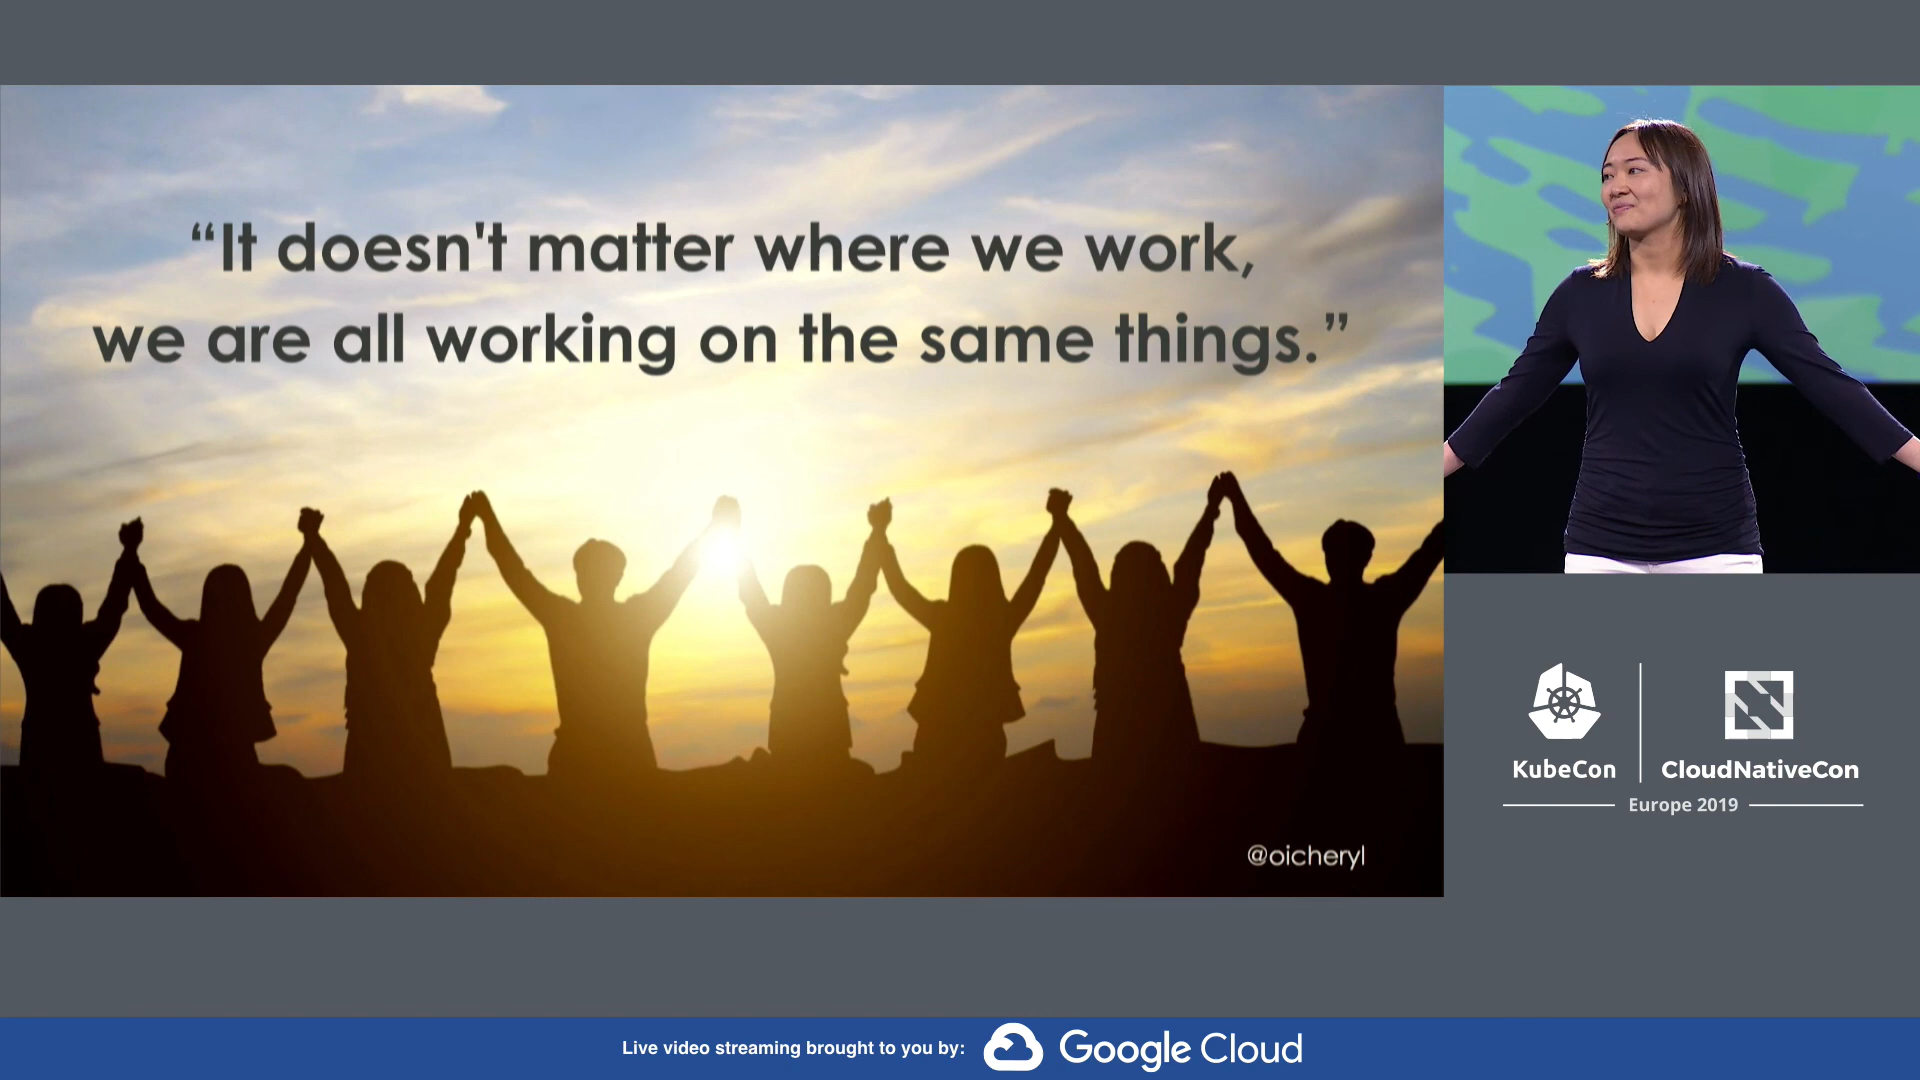 “It doesn't matter where we work,
we are all working on the same things.”
@oicheryl
KubeCon
CloudNativeCon
Europe 2019
Live video streaming brought to you by:
Google Cloud